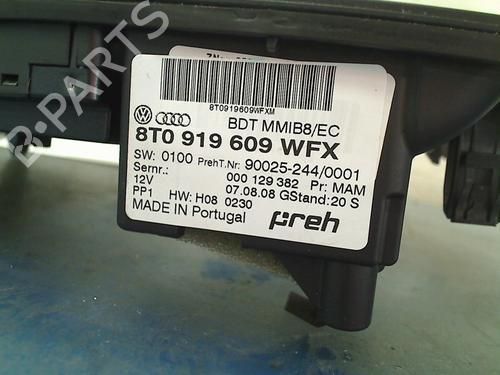 8T0919609WFXM
BDT MMIB8/EC
8T0 919 609 WFX
SW: 0100 PrehT.Nr: 90025-244/0001
Sernr.: 000 129 382 Pr: MAM
12V 07.08.08 GStand: 20 S
PP1 HW: H08 0230
MADE IN Portugal preh
B-PARTS